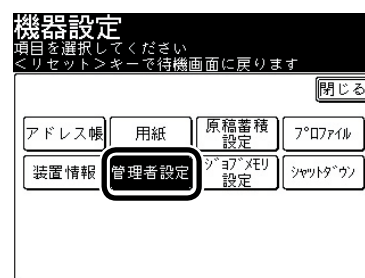 機器設定
項目を選択してください
<リセット>キーで待機画面に戻ります
閉じる
アドレス帳 用紙 原稿蓄積設定 ﾌﾟﾛﾌｧｲﾙ
装置情報 管理者設定 ｼﾞｮﾌﾞﾒﾓﾘ設定 ｼｬｯﾄﾀﾞｳﾝ